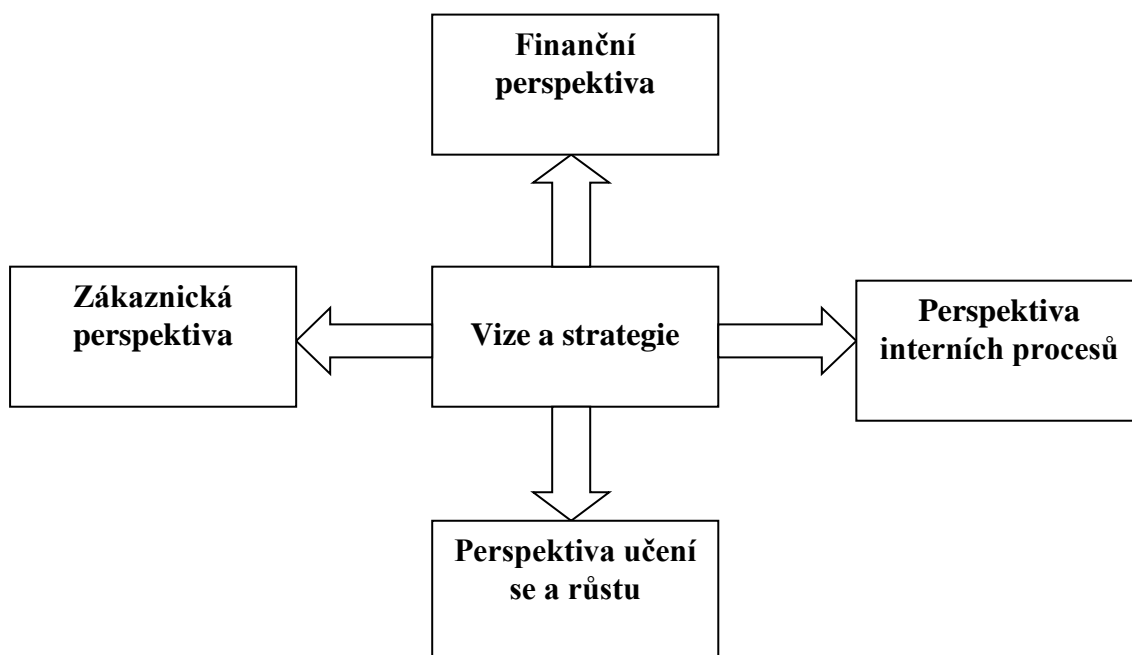 Finanční
perspektiva
Zákaznická
perspektiva
Vize a strategie
Perspektiva
interních procesů
Perspektiva učení
se a růstu